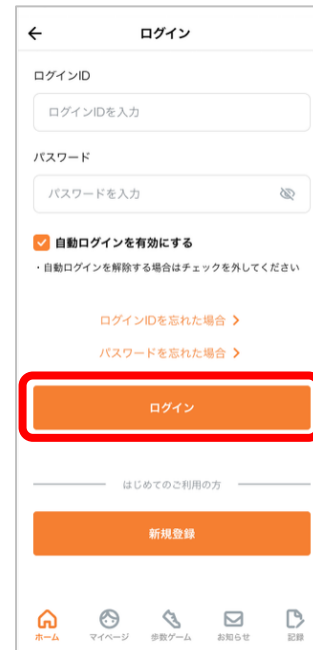 ログイン
ログインID
ログインIDを入力
パスワード
パスワードを入力
自動ログインを有効にする
・自動ログインを解除する場合はチェックを外してください
ログインIDを忘れた場合
パスワードを忘れた場合
ログイン
はじめてのご利用の方
新規登録
ホーム マイページ 歩数ゲーム お知らせ 記録